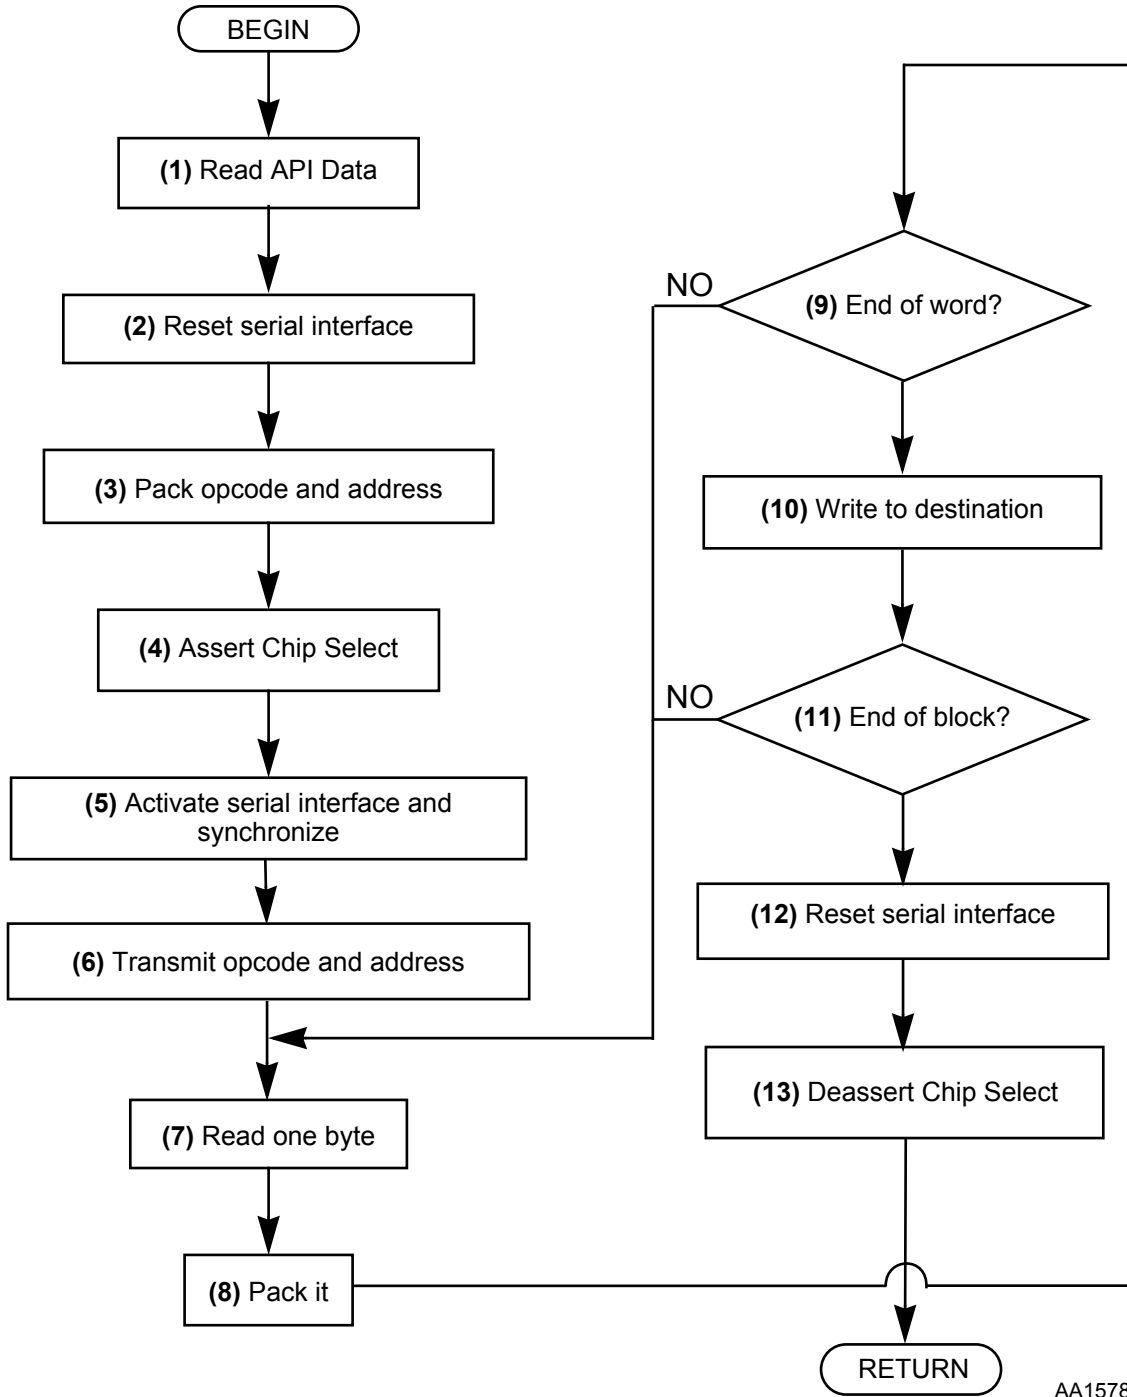 BEGIN
(1) Read API Data
(2) Reset serial interface
(3) Pack opcode and address
(4) Assert Chip Select
(5) Activate serial interface and
synchronize
(6) Transmit opcode and address
(7) Read one byte
(8) Pack it
NO
(9) End of word?
(10) Write to destination
NO
(11) End of block?
(12) Reset serial interface
(13) Deassert Chip Select
RETURN
AA1578